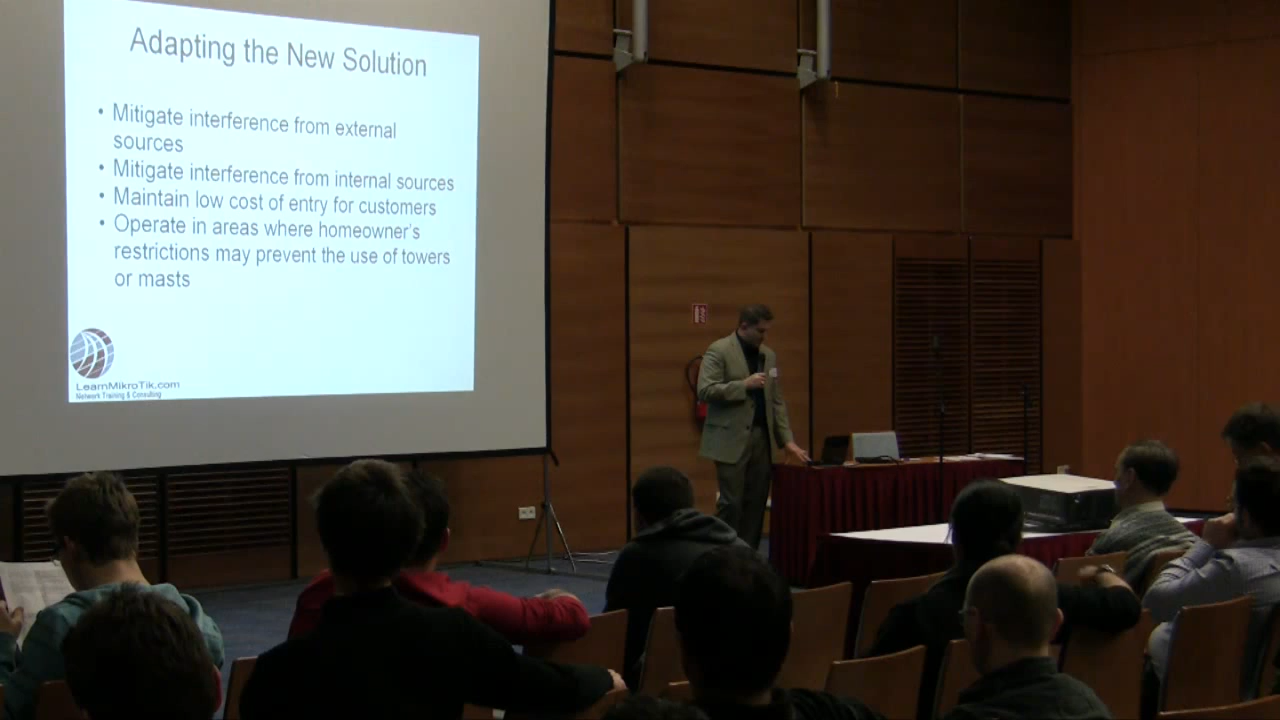 Adapting the New Solution
• Mitigate interference from external
sources
• Mitigate interference from internal sources
• Maintain low cost of entry for customers
• Operate in areas where homeowner's
restrictions may prevent the use of towers
or masts
LearnMikroTik.com
Network Training & Consulting